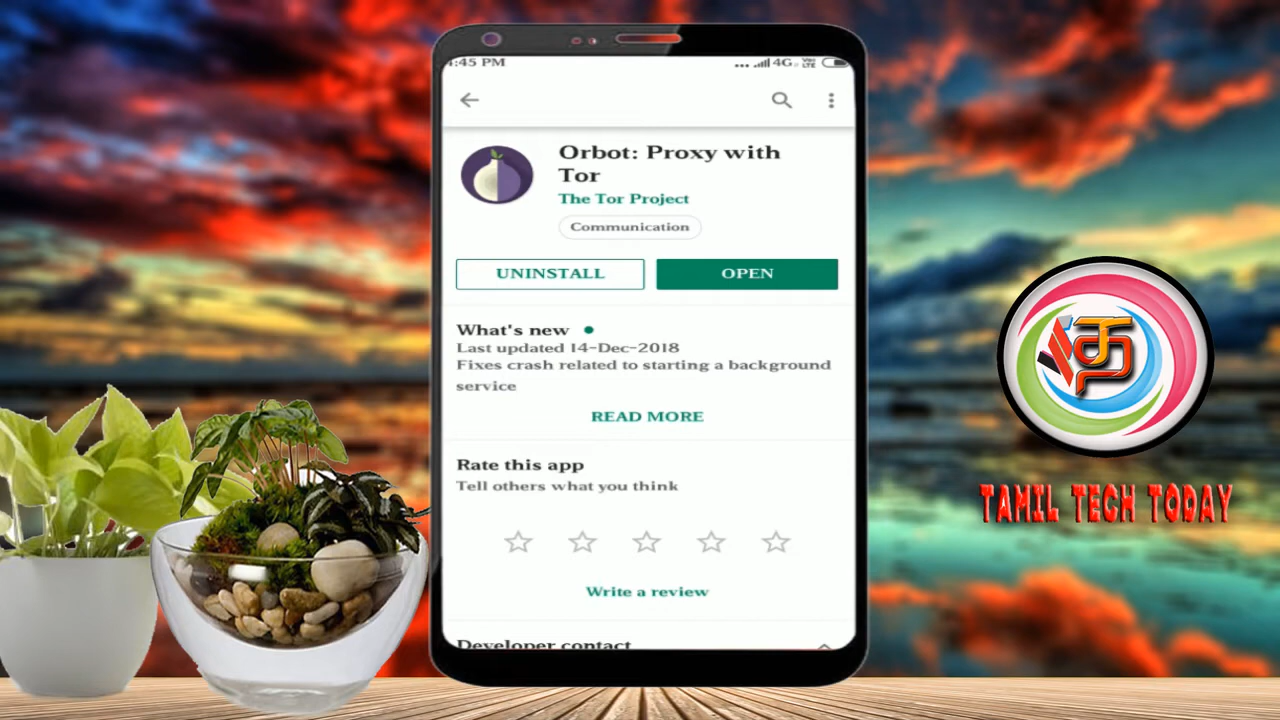 :45 PM
4G
VoLTE
Orbot: Proxy with
Tor
The Tor Project
Communication
UNINSTALL
OPEN
What's new
Last updated 14-Dec-2018
Fixes crash related to starting a background
service
READ MORE
Rate this app
Tell others what you think
Write a review
Developer contact
TAMIL TECH TODAY